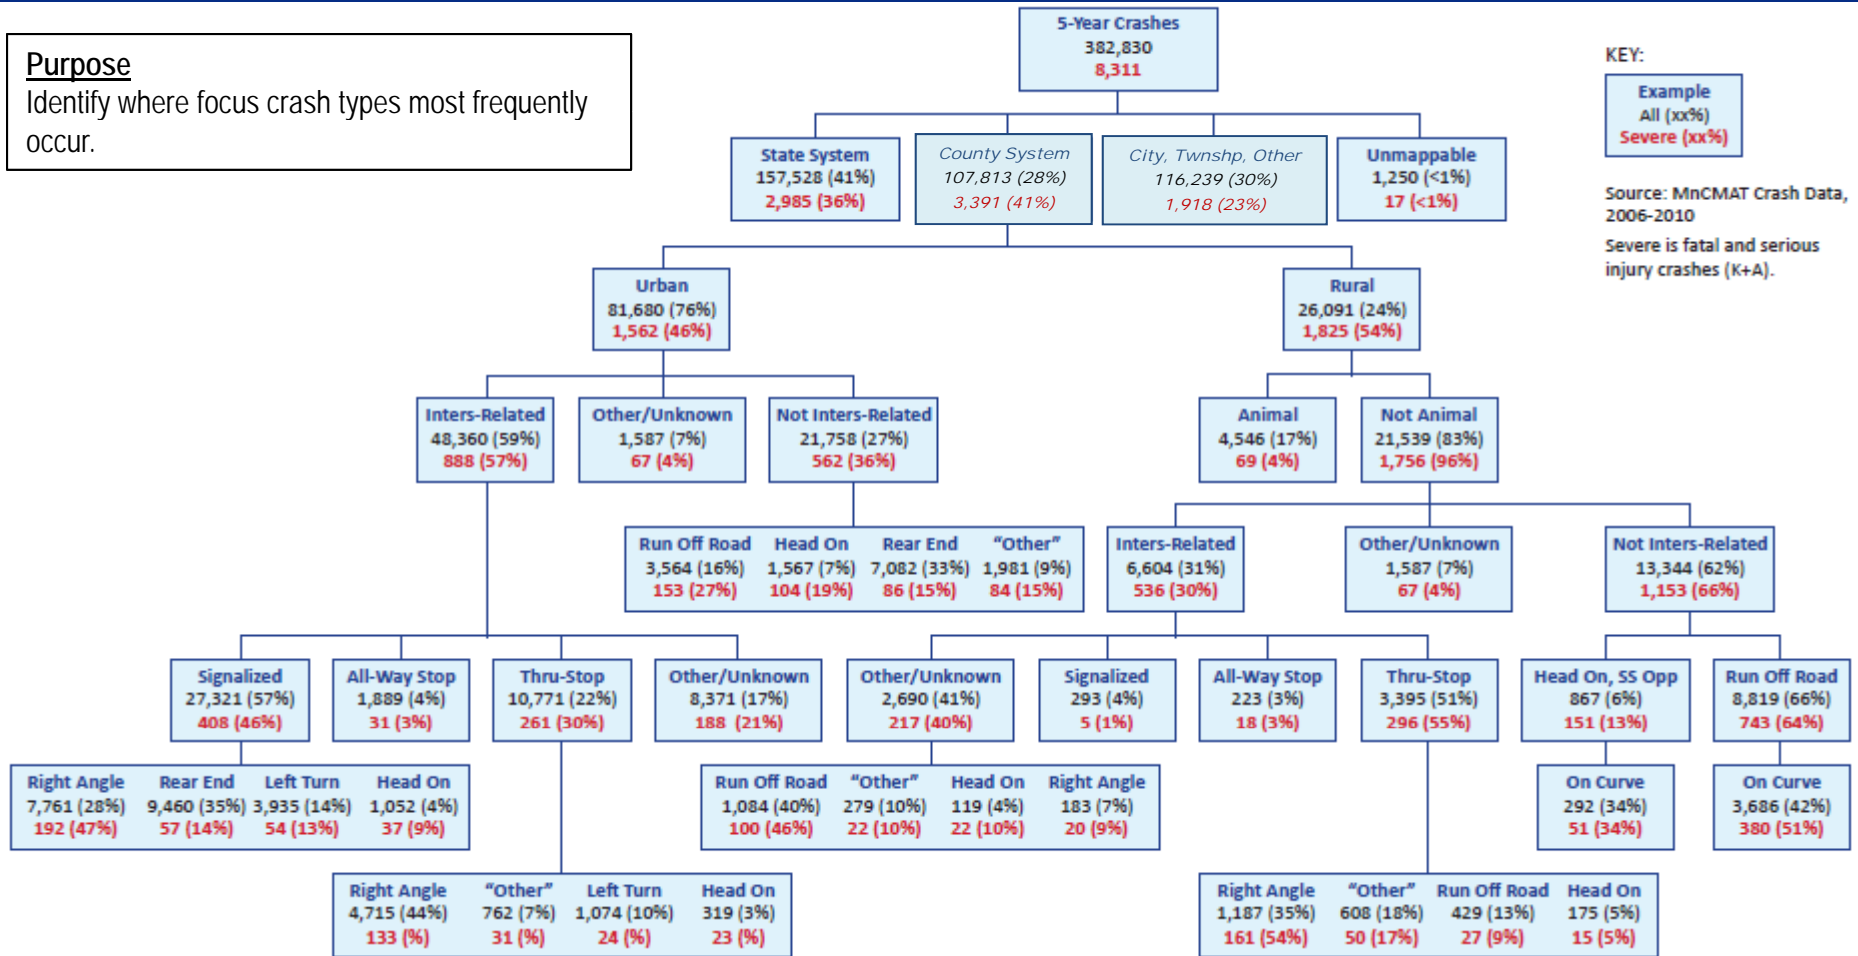 Purpose
Identify where focus crash types most frequently
occur.
5-Year Crashes
382,830
8,311
KEY:
Example
All (xx%)
Severe (xx%)
Source: MnCMAT Crash Data,
2006-2010
Severe is fatal and serious
injury crashes (K+A).
State System
157,528 (41%)
2,985 (36%)
County System
107,813 (28%)
3,391 (41%)
City, Twnshp, Other
116,239 (30%)
1,918 (23%)
Unmappable
1,250 (<1%)
17 (<1%)
Urban
81,680 (76%)
1,562 (46%)
Rural
26,091 (24%)
1,825 (54%)
Inters-Related
48,360 (59%)
888 (57%)
Other/Unknown
1,587 (7%)
67 (4%)
Not Inters-Related
21,758 (27%)
562 (36%)
Animal
4,546 (17%)
69 (4%)
Not Animal
21,539 (83%)
1,756 (96%)
Run Off Road
3,564 (16%)
153 (27%)
Head On
1,567 (7%)
104 (19%)
Rear End
7,082 (33%)
86 (15%)
“Other”
1,981 (9%)
84 (15%)
Inters-Related
6,604 (31%)
536 (30%)
Other/Unknown
1,587 (7%)
67 (4%)
Not Inters-Related
13,344 (62%)
1,153 (66%)
Signalized
27,321 (57%)
408 (46%)
All-Way Stop
1,889 (4%)
31 (3%)
Thru-Stop
10,771 (22%)
261 (30%)
Other/Unknown
8,371 (17%)
188 (21%)
Other/Unknown
2,690 (41%)
217 (40%)
Signalized
293 (4%)
5 (1%)
All-Way Stop
223 (3%)
18 (3%)
Thru-Stop
3,395 (51%)
296 (55%)
Head On, SS Opp
867 (6%)
151 (13%)
Run Off Road
8,819 (66%)
743 (64%)
Right Angle
7,761 (28%)
192 (47%)
Rear End
9,460 (35%)
57 (14%)
Left Turn
3,935 (14%)
54 (13%)
Head On
1,052 (4%)
37 (9%)
Run Off Road
1,084 (40%)
100 (46%)
“Other”
279 (10%)
22 (10%)
Head On
119 (4%)
22 (10%)
Right Angle
183 (7%)
20 (9%)
On Curve
292 (34%)
51 (34%)
On Curve
3,686 (42%)
380 (51%)
Right Angle
4,715 (44%)
133 (%)
“Other”
762 (7%)
31 (%)
Left Turn
1,074 (10%)
24 (%)
Head On
319 (3%)
23 (%)
Right Angle
1,187 (35%)
161 (54%)
“Other”
608 (18%)
50 (17%)
Run Off Road
429 (13%)
27 (9%)
Head On
175 (5%)
15 (5%)